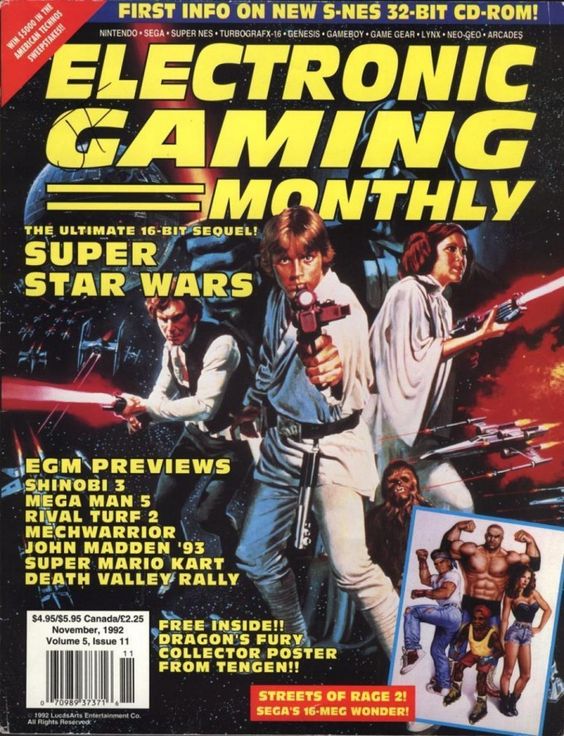 WIN $5000 IN THE
AMERICAN TECHNOS
SWEEPSTAKES!
FIRST INFO ON NEW S-NES 32-BIT CD-ROM!
NINTENDO • SEGA • SUPER NES • TURBOGRAFX-16 • GENESIS • GAMEBOY • GAME GEAR • LYNX • NEO-GEO • ARCADES
ELECTRONIC
GAMING
MONTHLY
THE ULTIMATE 16-BIT SEQUEL!
SUPER
STAR WARS
EGM PREVIEWS
SHINOBI 3
MEGA MAN 5
RIVAL TURF 2
MECHWARRIOR
JOHN MADDEN '93
SUPER MARIO KART
DEATH VALLEY RALLY
$4.95/$5.95 Canada/£2.25
November, 1992
Volume 5, Issue 11
11
0 70989 37371 6
FREE INSIDE!!
DRAGON'S FURY
COLLECTOR POSTER
FROM TENGEN!!
STREETS OF RAGE 2!
SEGA'S 16-MEG WONDER!
© 1992 LucasArts Entertainment Co.
All Rights Reserved.